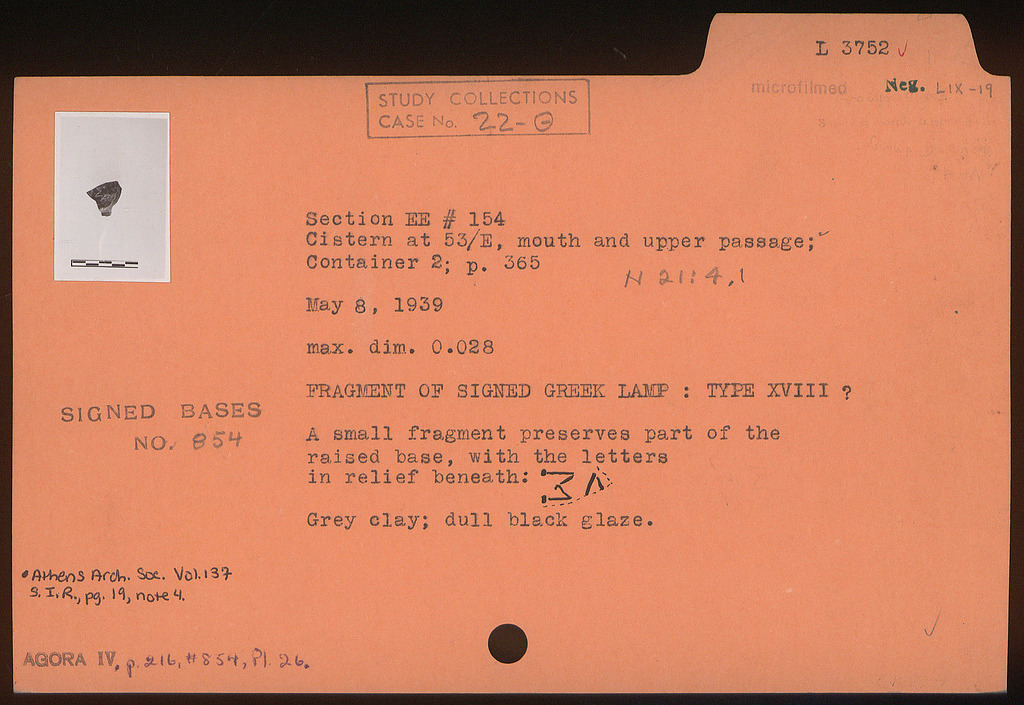 L 3752 ✓
microfilmed Neg. LIX-19
STUDY COLLECTIONS
CASE No. 22-Θ
Section EE # 154
Cistern at 53/E, mouth and upper passage;
Container 2; p. 365
N 21:4,1
May 8, 1939
max. dim. 0.028
FRAGMENT OF SIGNED GREEK LAMP : TYPE XVIII ?
SIGNED BASES
NO. 854
A small fragment preserves part of the
raised base, with the letters
in relief beneath:
Grey clay; dull black glaze.
•Athens Arch. Soc. Vol.137
S.I.R., pg. 19, note 4.
AGORA IV, p. 216, #854, Pl. 26.